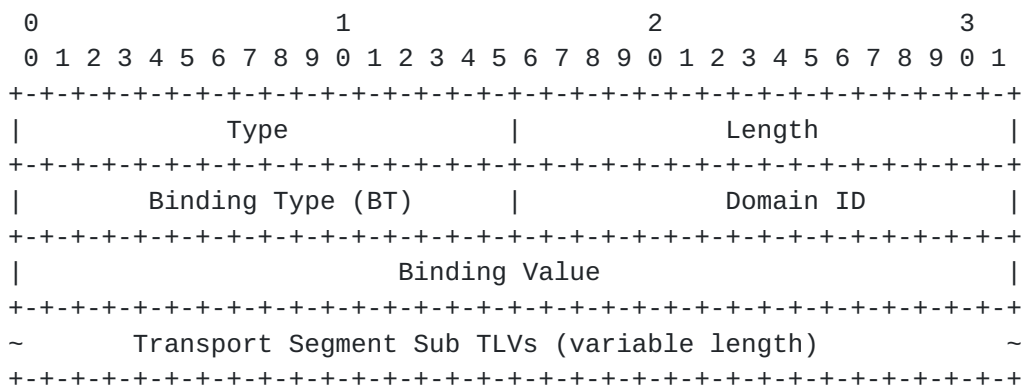 0                   1                   2                   3
 0 1 2 3 4 5 6 7 8 9 0 1 2 3 4 5 6 7 8 9 0 1 2 3 4 5 6 7 8 9 0 1
+-+-+-+-+-+-+-+-+-+-+-+-+-+-+-+-+-+-+-+-+-+-+-+-+-+-+-+-+-+-+-+-+
|             Type              |             Length            |
+-+-+-+-+-+-+-+-+-+-+-+-+-+-+-+-+-+-+-+-+-+-+-+-+-+-+-+-+-+-+-+-+
|        Binding Type (BT)      |             Domain ID         |
+-+-+-+-+-+-+-+-+-+-+-+-+-+-+-+-+-+-+-+-+-+-+-+-+-+-+-+-+-+-+-+-+
|                        Binding Value                          |
+-+-+-+-+-+-+-+-+-+-+-+-+-+-+-+-+-+-+-+-+-+-+-+-+-+-+-+-+-+-+-+-+
~       Transport Segment Sub TLVs (variable length)            ~
+-+-+-+-+-+-+-+-+-+-+-+-+-+-+-+-+-+-+-+-+-+-+-+-+-+-+-+-+-+-+-+-+